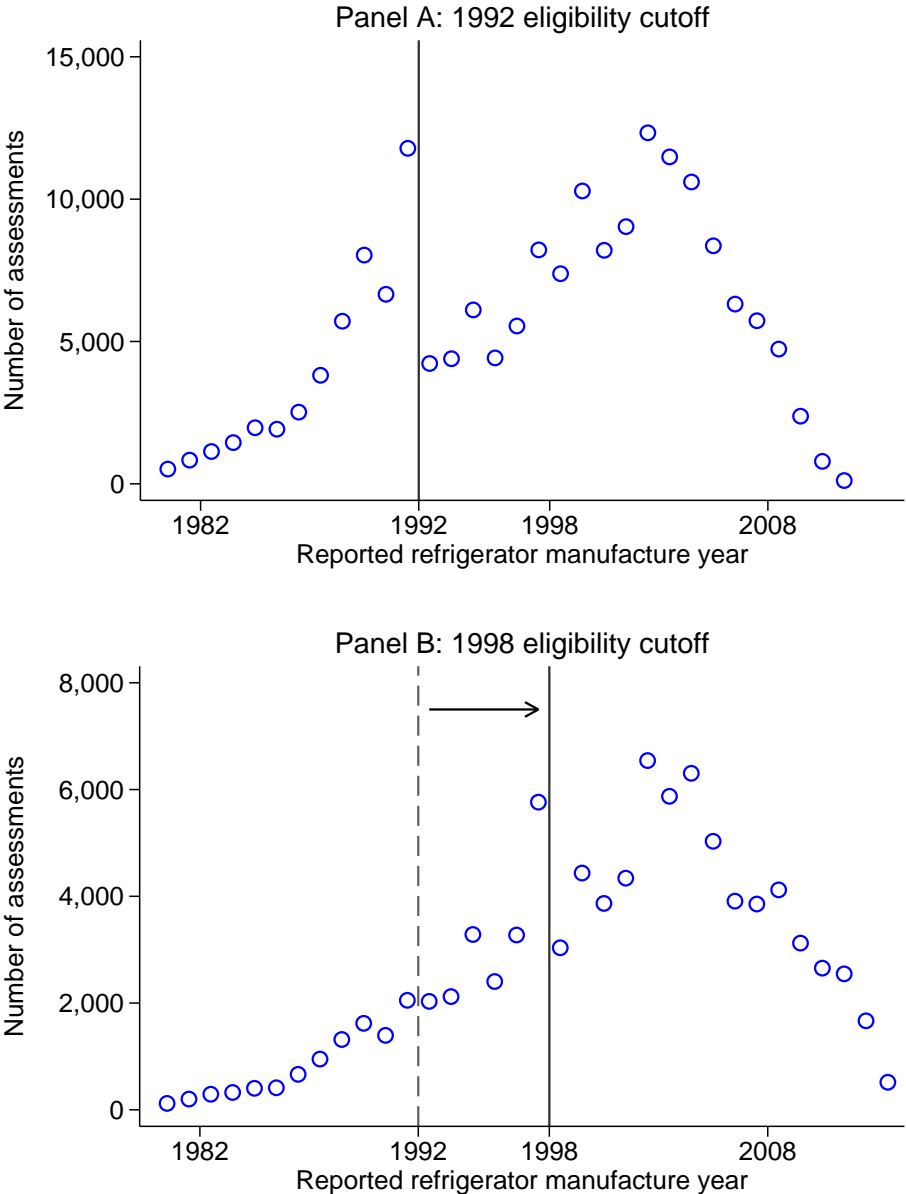 Panel A: 1992 eligibility cutoff
15,000
10,000
5,000
0
Number of assessments
1982 1992 1998 2008
Reported refrigerator manufacture year
Panel B: 1998 eligibility cutoff
8,000
6,000
4,000
2,000
0
Number of assessments
1982 1992 1998 2008
Reported refrigerator manufacture year